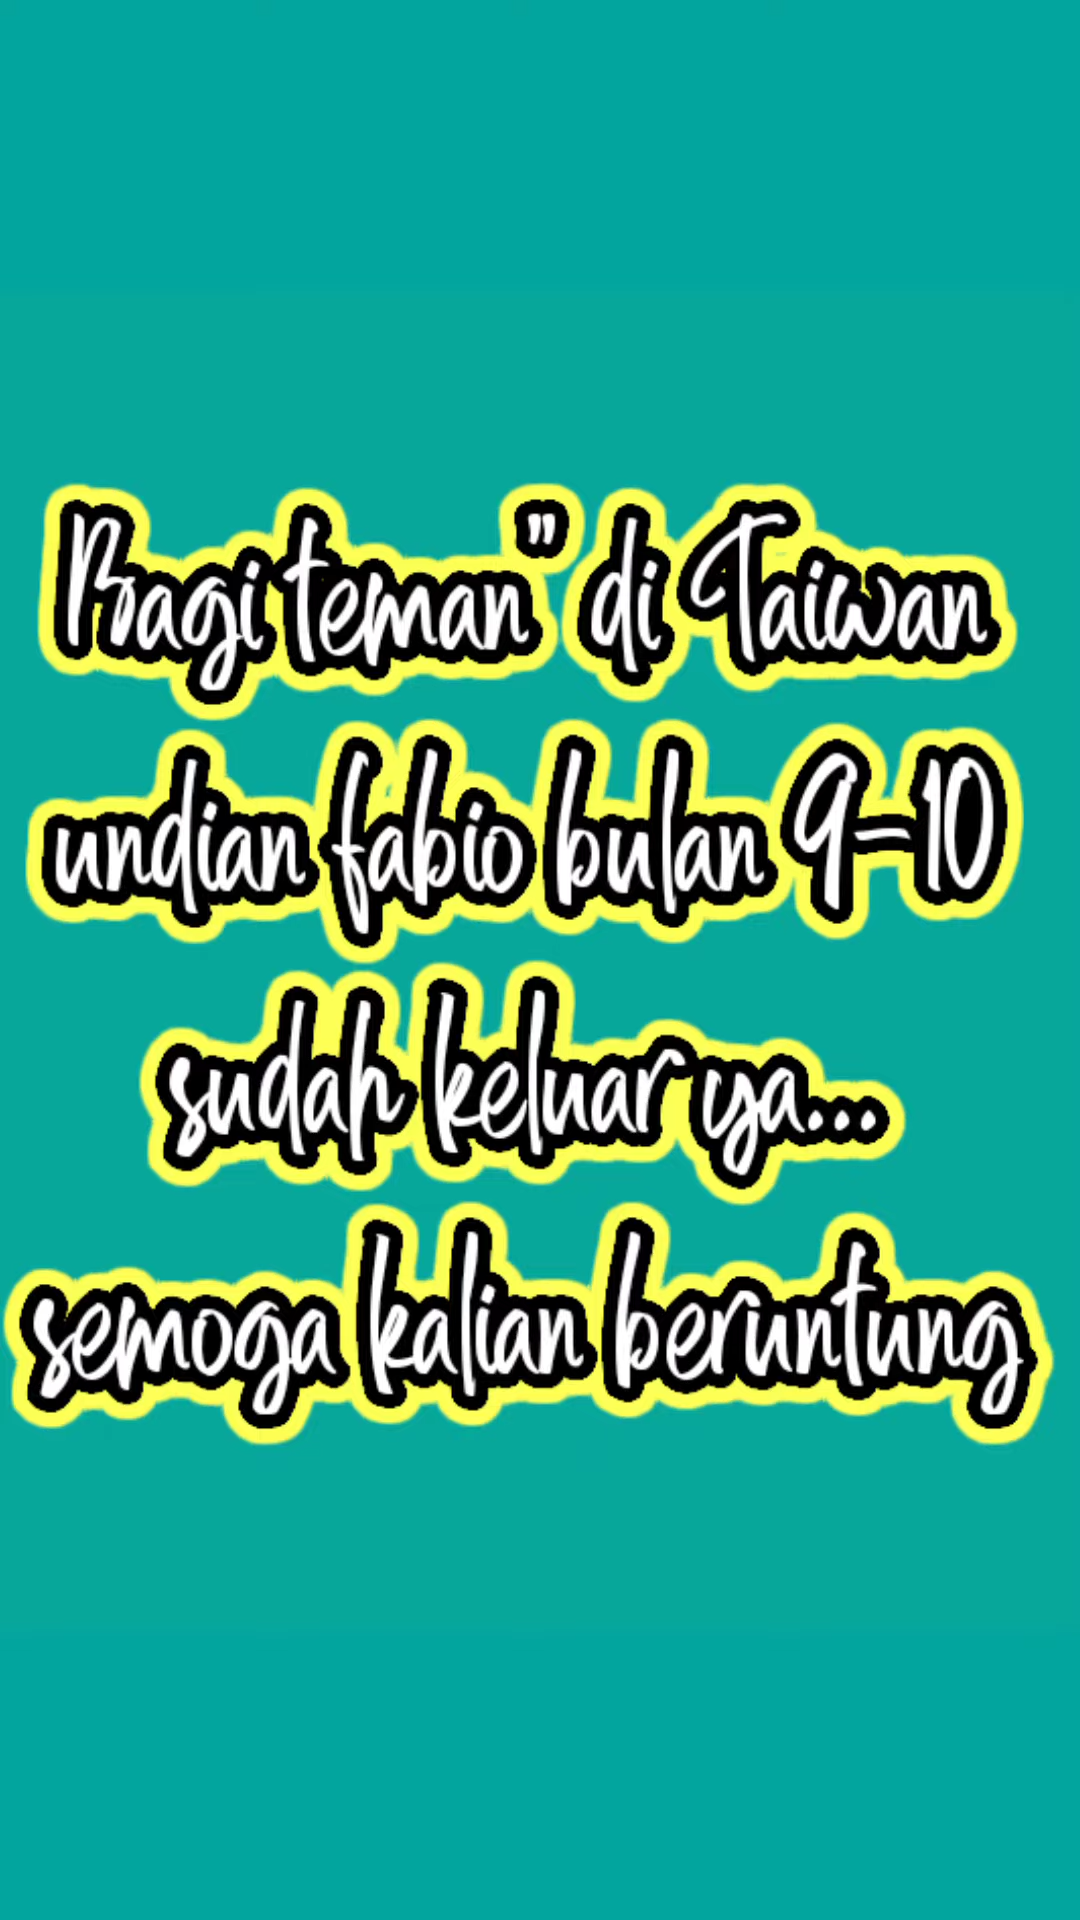 Bagi teman" di Taiwan
undian fabio bulan 9-10
sudah keluar ya...
semoga kalian beruntung